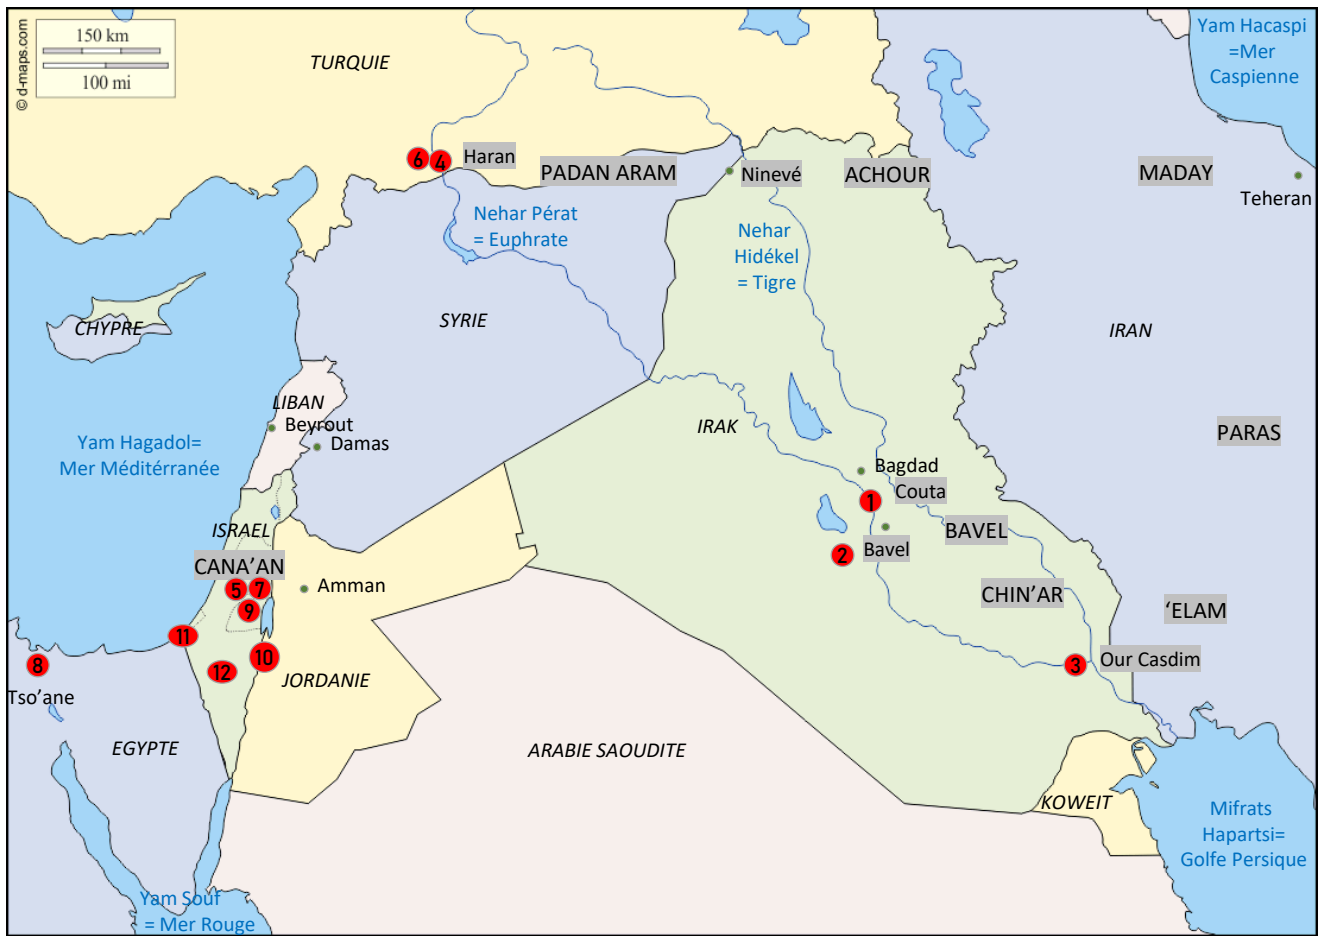 © d-maps.com
150 km
100 mi
TURQUIE
Yam Hacaspi
=Mer
Caspienne
6
4
Haran
PADAN ARAM
Ninevé
ACHOUR
MADAY
Teheran
Nehar Pérat
= Euphrate
Nehar
Hidékel
= Tigre
CHYPRE
SYRIE
IRAN
LIBAN
Beyrout
Damas
Yam Hagadol=
Mer Méditérranée
IRAK
PARAS
Bagdad
Couta
1
ISRAEL
BAVEL
2
Bavel
CANA’AN
5
7
Amman
CHIN’AR
9
‘ELAM
11
8
Tso’ane
12
10
JORDANIE
3
Our Casdim
EGYPTE
ARABIE SAOUDITE
KOWEIT
Mifrats
Hapartsi=
Golfe Persique
Yam Souf
= Mer Rouge